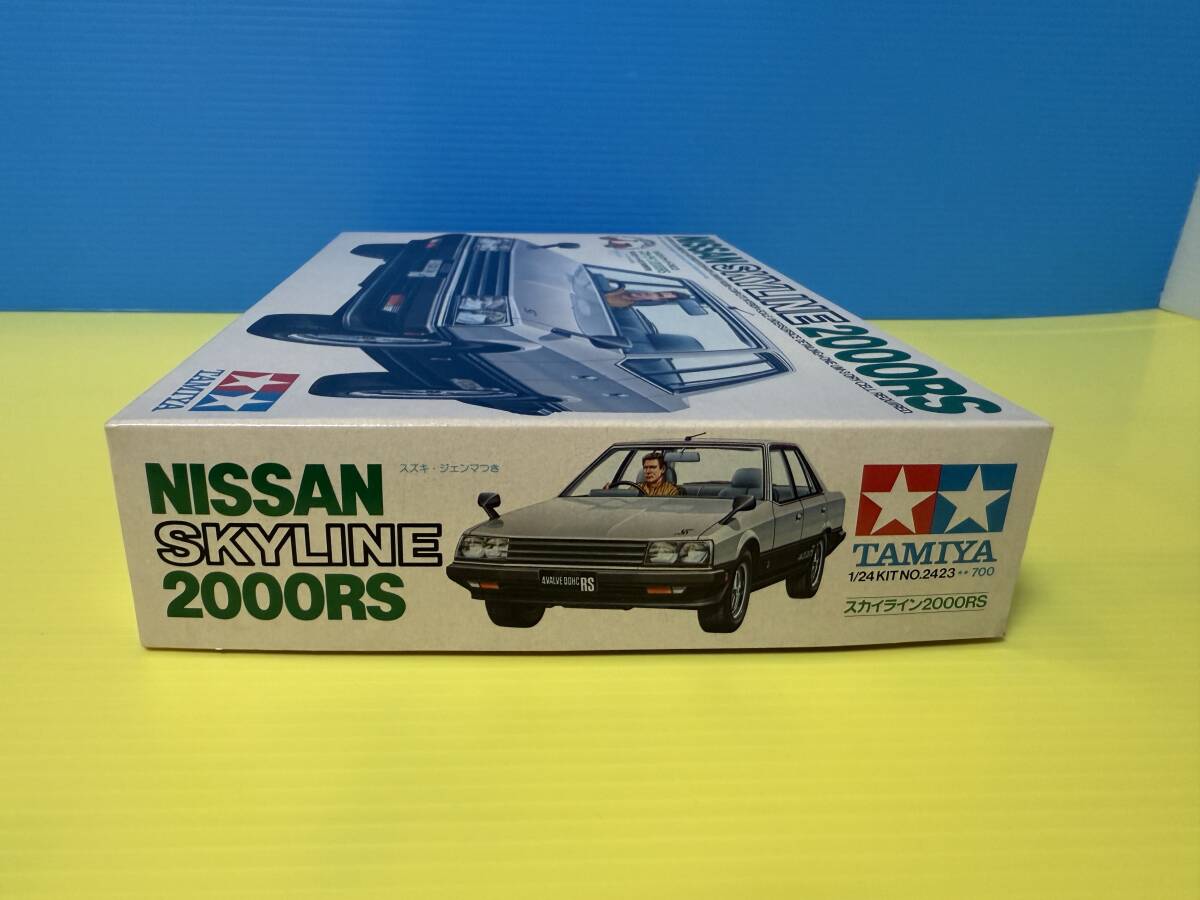 NISSAN SKYLINE 2000RS
TAMIYA
NISSAN
SKYLINE
2000RS
スズキ・ジェンマつき
4VALVE DOHC RS
TAMIYA
1/24 KIT NO.2423 ** 700
スカイライン2000RS